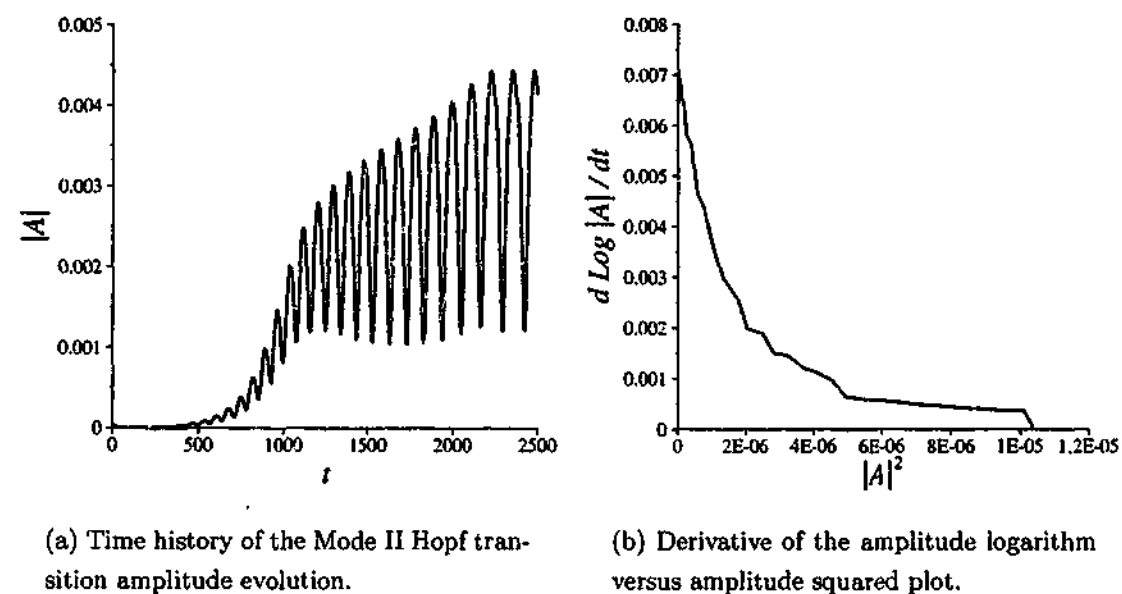 0.005
0.004
0.003
0.002
0.001
0
|A|
0 500 1000 1500 2000 2500
t
0.008
0.007
0.006
0.005
0.004
0.003
0.002
0.001
0
d Log |A| / dt
0 2E-06 4E-06 6E-06 8E-06 1E-05 1.2E-05
|A|²
(a) Time history of the Mode II Hopf tran-
sition amplitude evolution.
(b) Derivative of the amplitude logarithm
versus amplitude squared plot.